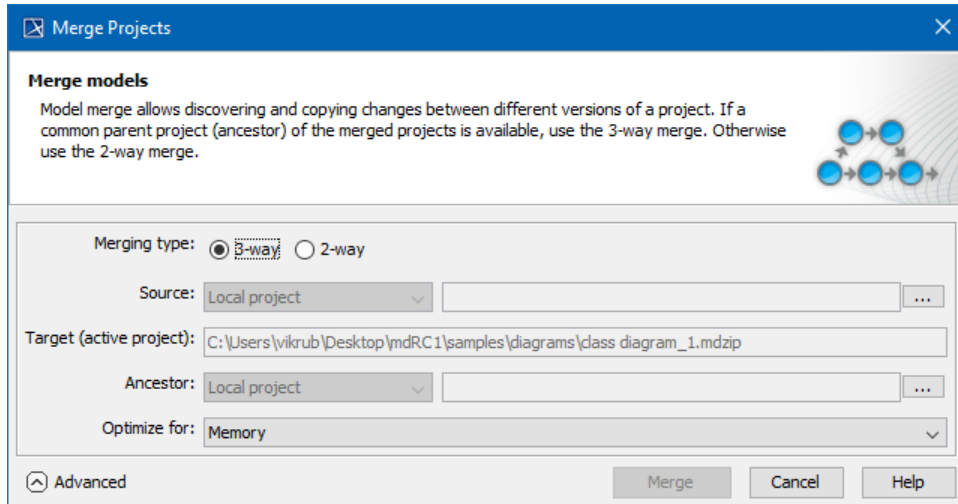 Merge Projects
Merge models
Model merge allows discovering and copying changes between different versions of a project. If a
common parent project (ancestor) of the merged projects is available, use the 3-way merge. Otherwise
use the 2-way merge.
Merging type: 3-way 2-way
Source: Local project ...
Target (active project): C:\Users\vikrub\Desktop\mdRC1\samples\diagrams\class diagram_1.mdzip
Ancestor: Local project ...
Optimize for: Memory
Advanced Merge Cancel Help